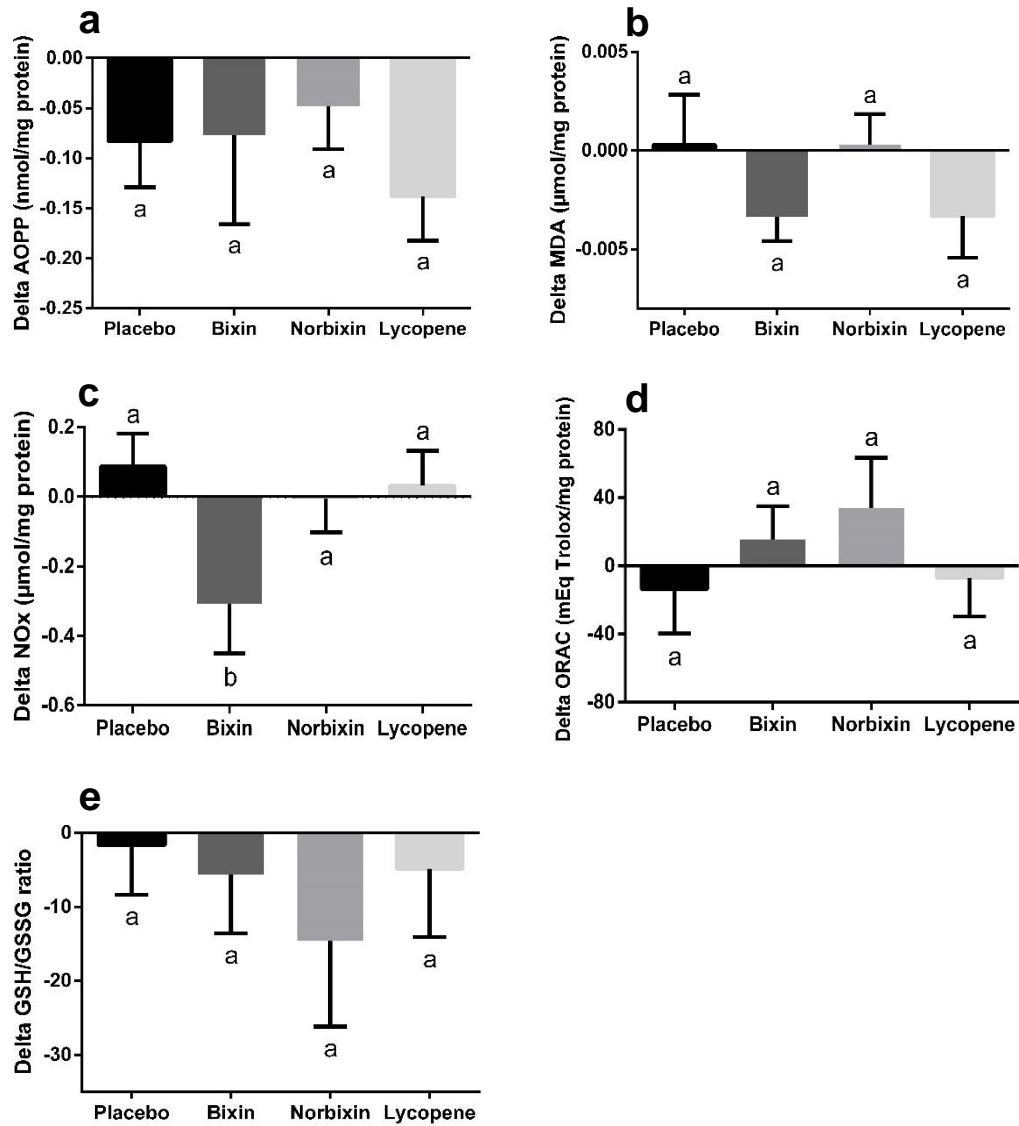 a
Delta AOPP (nmol/mg protein)
0.00
-0.05
-0.10
-0.15
-0.20
-0.25
a
a
a
a
Placebo Bixin Norbixin Lycopene
b
Delta MDA (µmol/mg protein)
0.005
0.000
-0.005
a
a
a
a
Placebo Bixin Norbixin Lycopene
c
Delta NOx (µmol/mg protein)
0.2
0.0
-0.2
-0.4
-0.6
a
b
a
a
Placebo Bixin Norbixin Lycopene
d
Delta ORAC (mEq Trolox/mg protein)
80
40
0
-40
-80
a
a
a
a
Placebo Bixin Norbixin Lycopene
e
Delta GSH/GSSG ratio
0
-10
-20
-30
a
a
a
a
Placebo Bixin Norbixin Lycopene